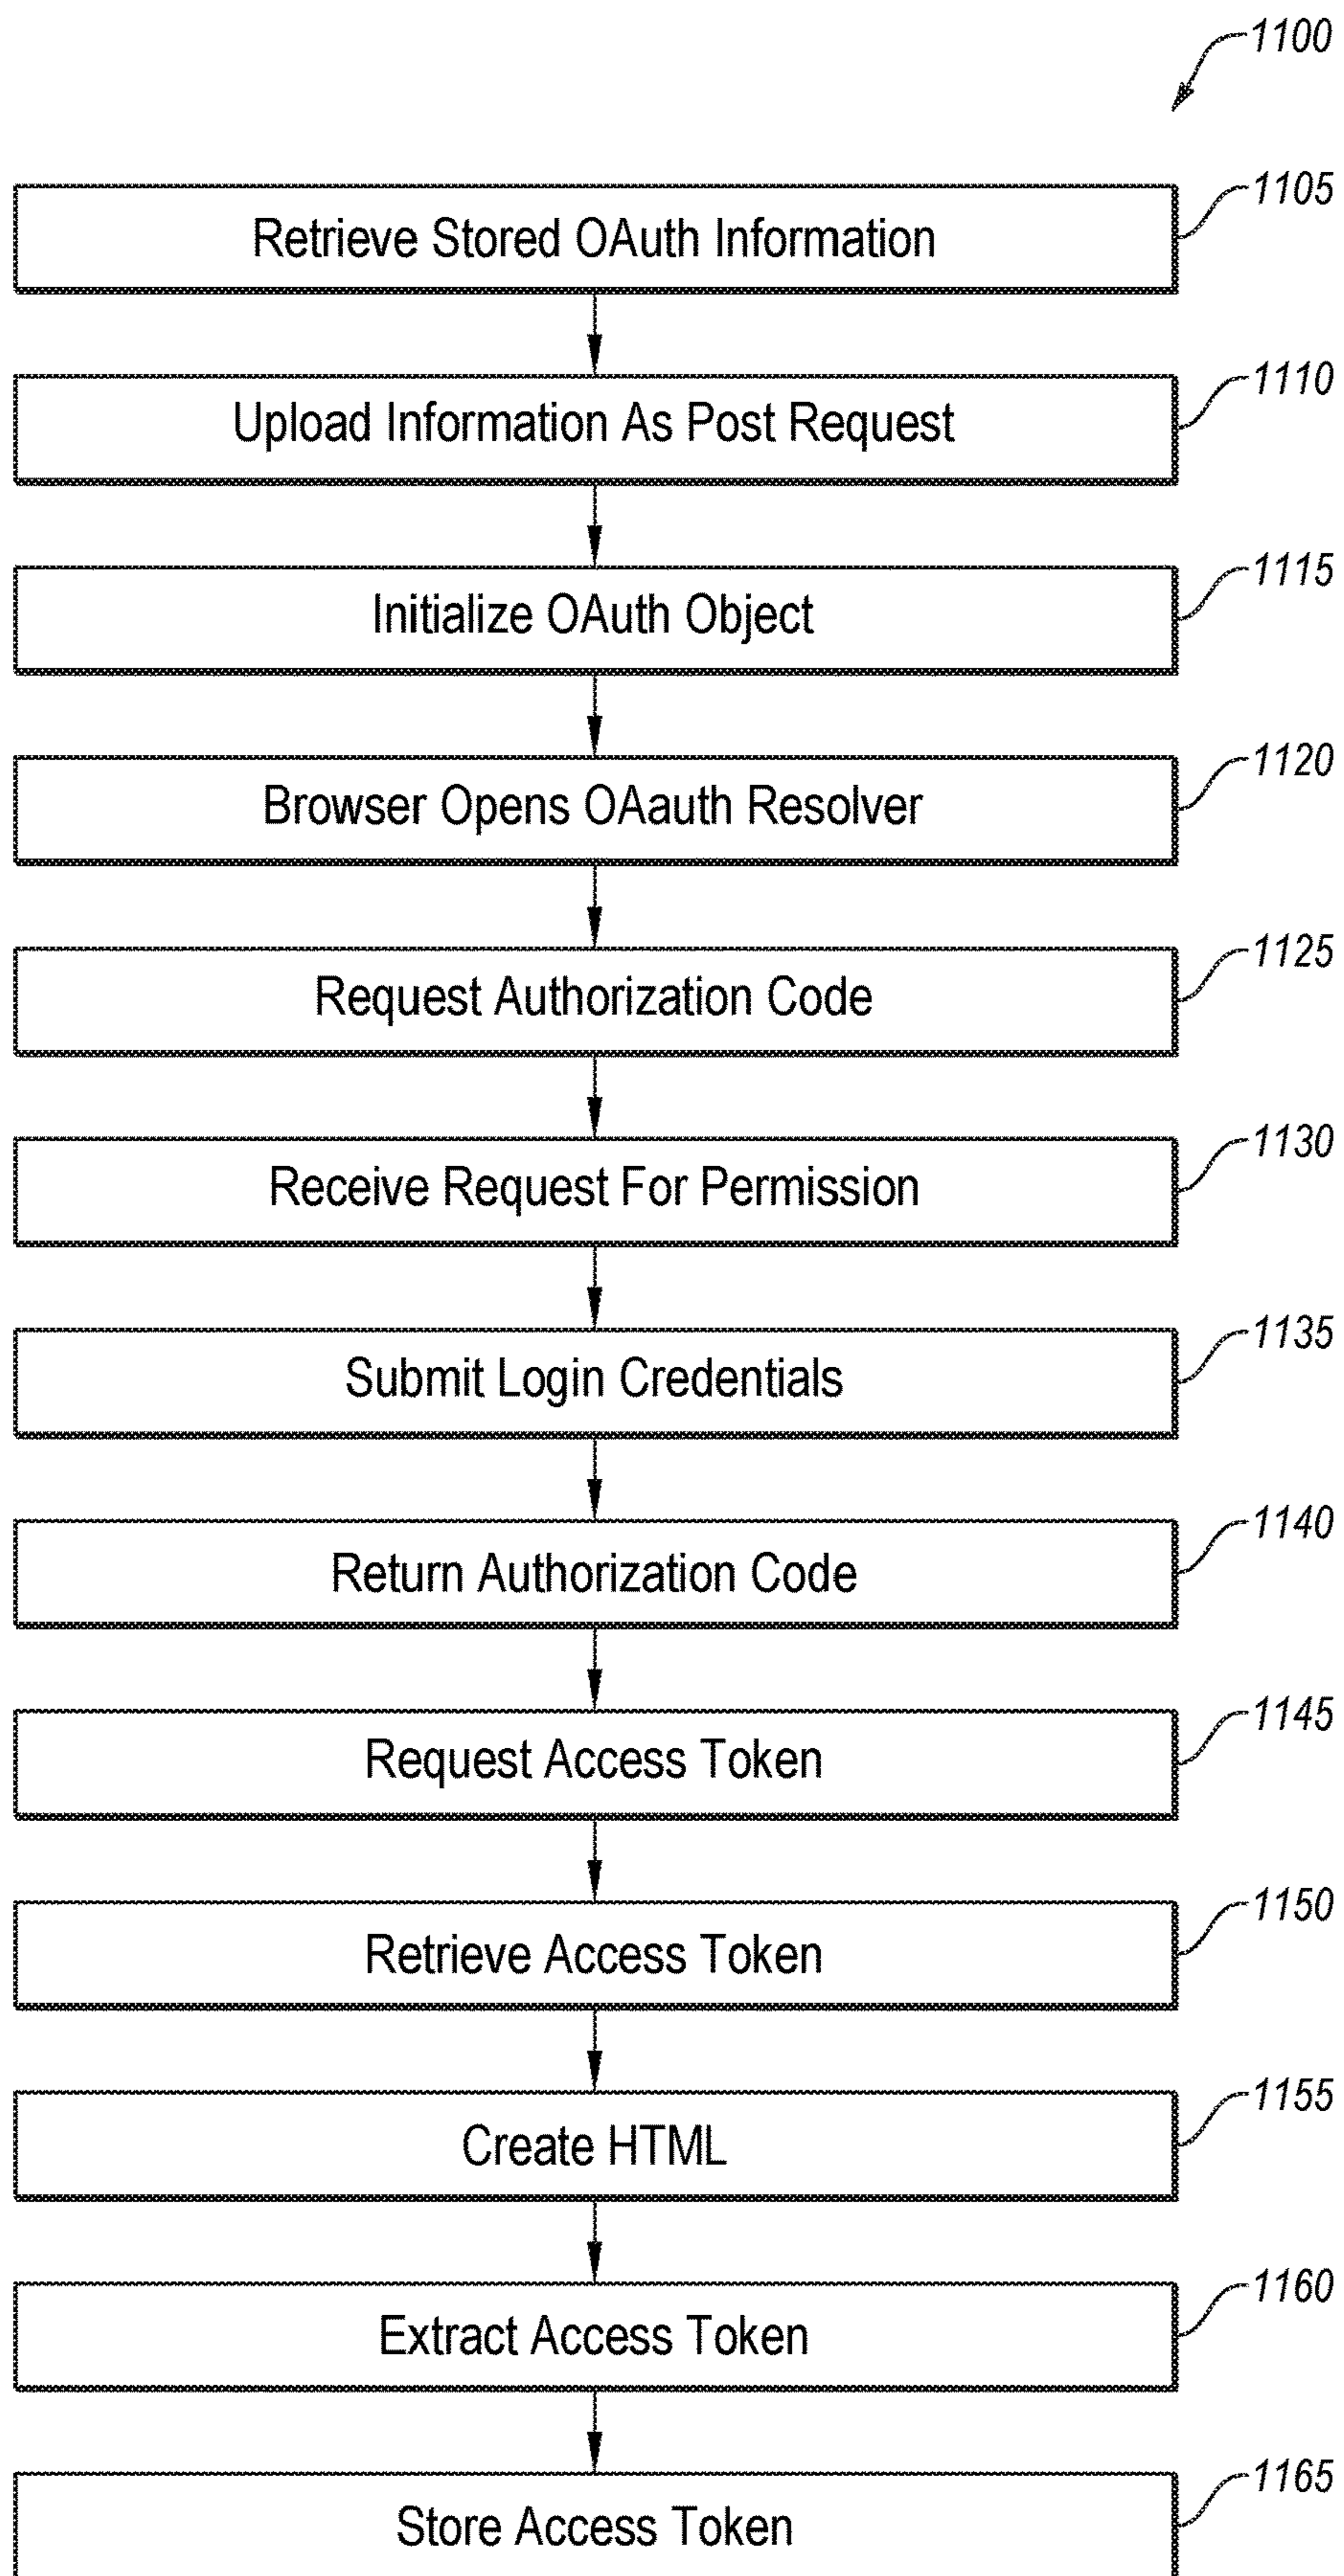 1100
Retrieve Stored OAuth Information
1105
Upload Information As Post Request
1110
Initialize OAuth Object
1115
Browser Opens OAauth Resolver
1120
Request Authorization Code
1125
Receive Request For Permission
1130
Submit Login Credentials
1135
Return Authorization Code
1140
Request Access Token
1145
Retrieve Access Token
1150
Create HTML
1155
Extract Access Token
1160
Store Access Token
1165